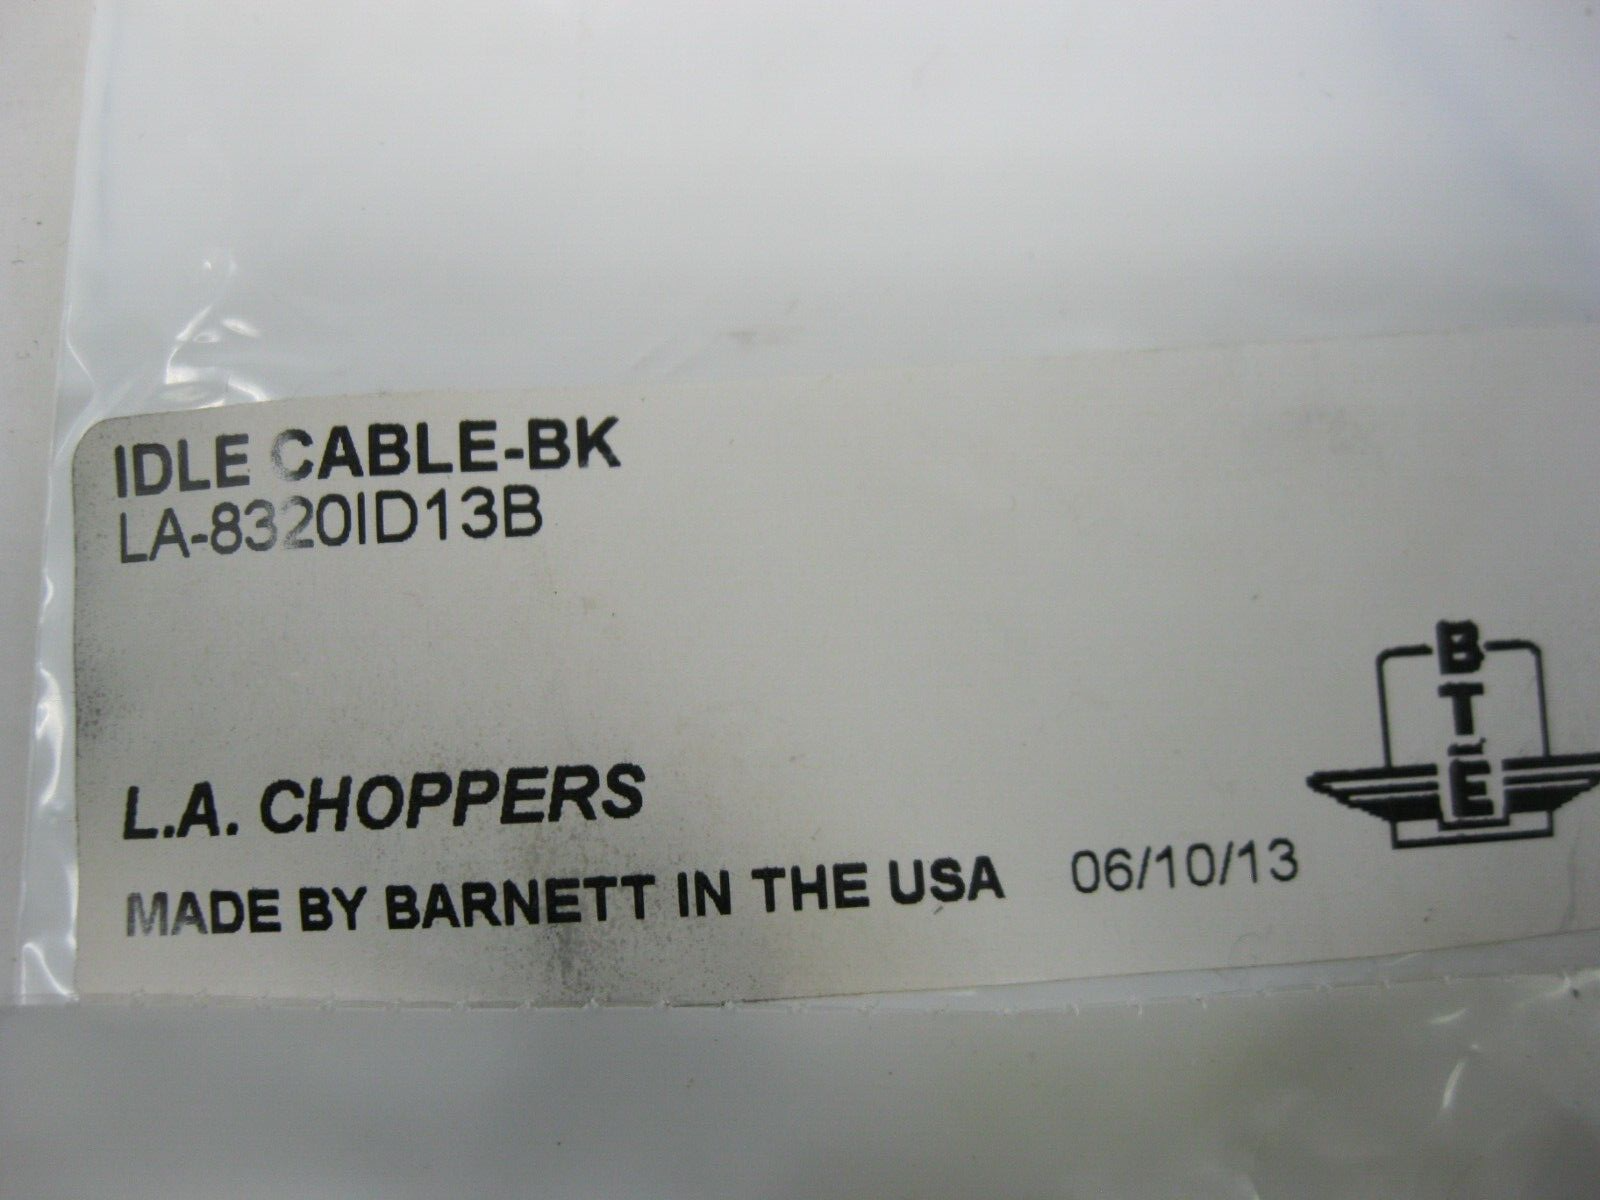 IDLE CABLE-BK
LA-8320ID13B
B
T
E
L.A. CHOPPERS
MADE BY BARNETT IN THE USA 06/10/13